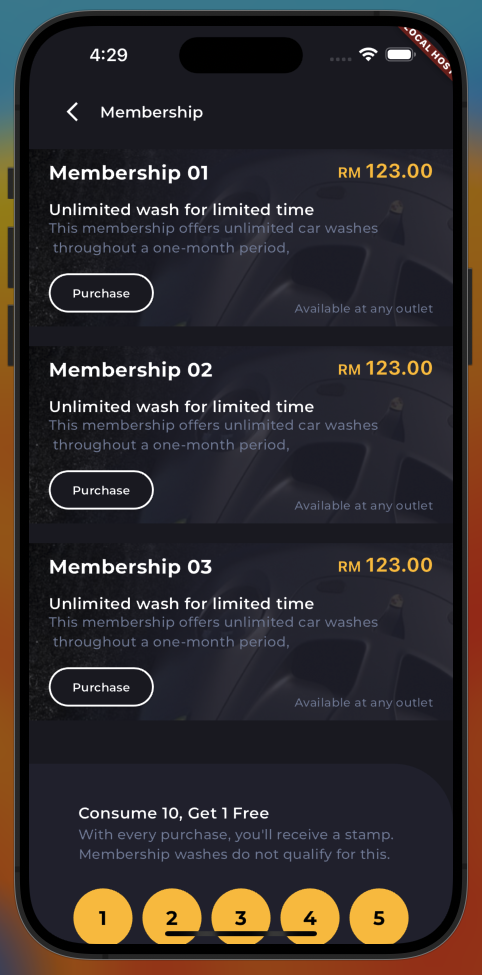 4:29
LOCAL HOST
Membership
Membership 01
RM 123.00
Unlimited wash for limited time
This membership offers unlimited car washes
throughout a one-month period,
Purchase
Available at any outlet
Membership 02
RM 123.00
Unlimited wash for limited time
This membership offers unlimited car washes
throughout a one-month period,
Purchase
Available at any outlet
Membership 03
RM 123.00
Unlimited wash for limited time
This membership offers unlimited car washes
throughout a one-month period,
Purchase
Available at any outlet
Consume 10, Get 1 Free
With every purchase, you'll receive a stamp.
Membership washes do not qualify for this.
1 2 3 4 5